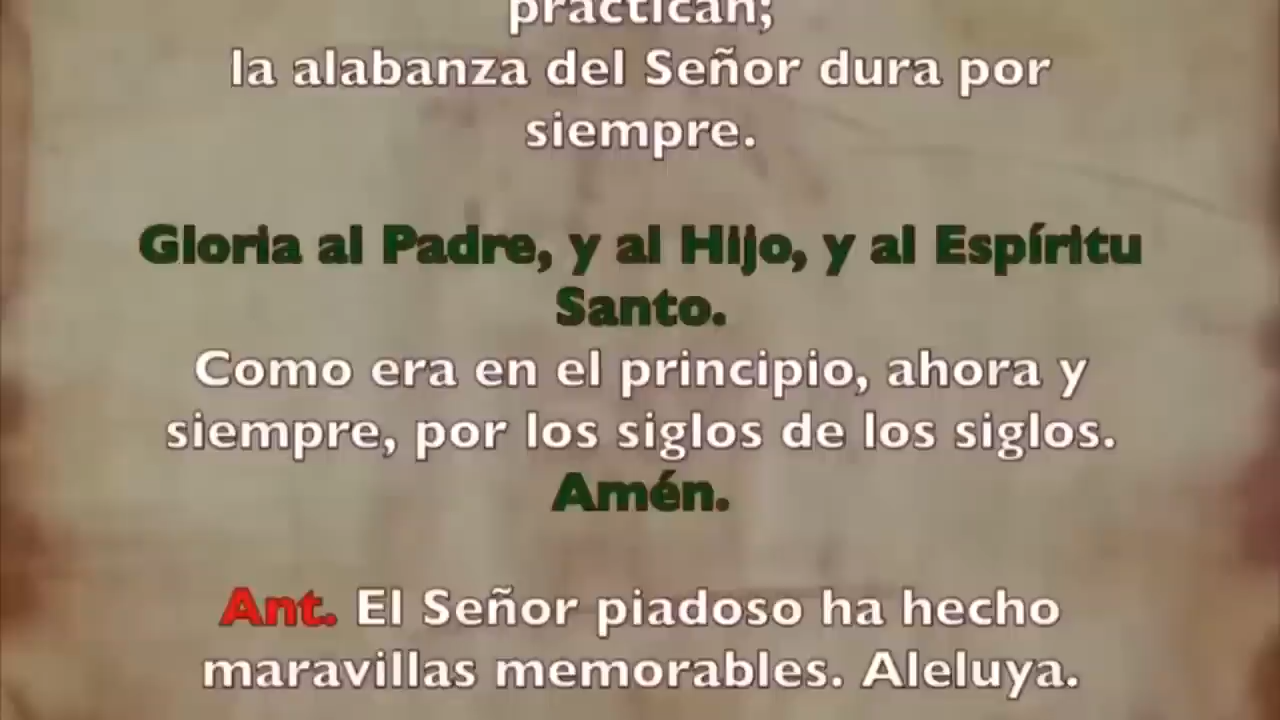 practican;
la alabanza del Señor dura por
siempre.
Gloria al Padre, y al Hijo, y al Espíritu
Santo.
Como era en el principio, ahora y
siempre, por los siglos de los siglos.
Amén.
Ant. El Señor piadoso ha hecho
maravillas memorables. Aleluya.